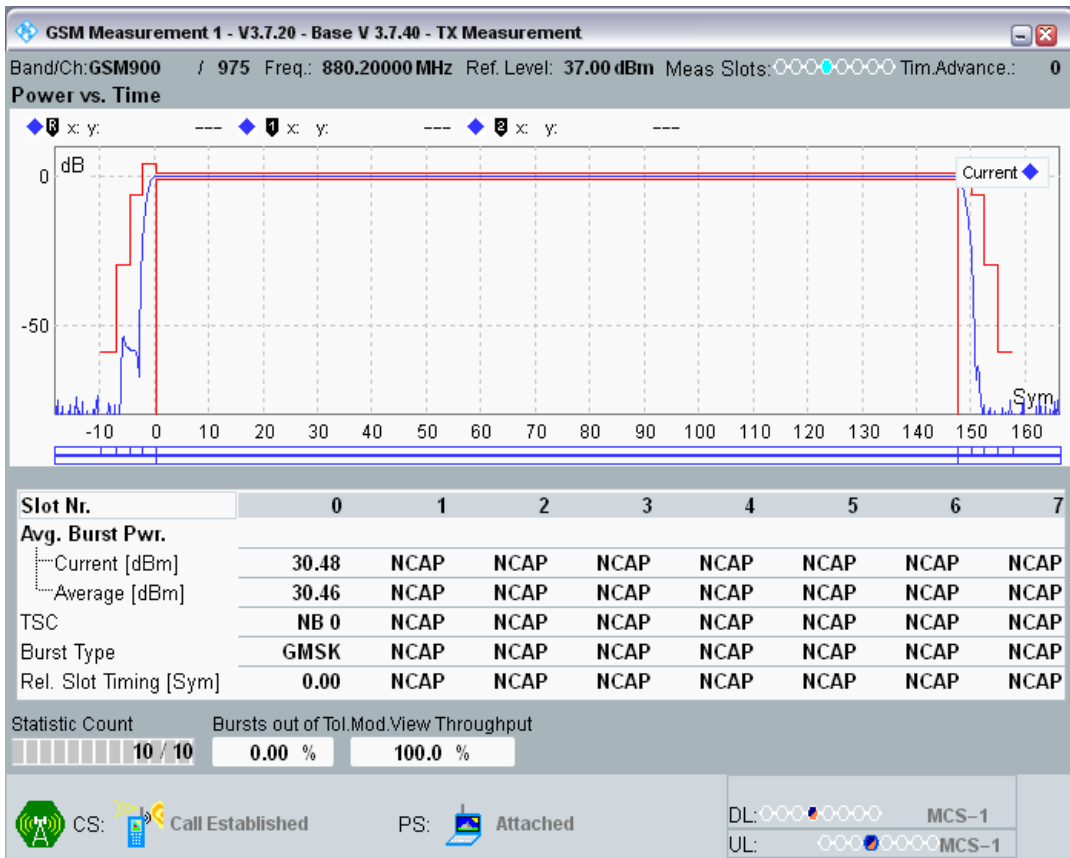 GSM Measurement 1 - V3.7.20 - Base V 3.7.40 - TX Measurement
Band/Ch:GSM900 / 975 Freq.: 880.20000 MHz Ref. Level: 37.00 dBm Meas Slots: Tim.Advance.: 0
Power vs. Time
R x: y: --- 1 x: y: --- 2 x: y: ---
dB
Current
0
-50
Sym
-10 0 10 20 30 40 50 60 70 80 90 100 110 120 130 140 150 160
Slot Nr. 0 1 2 3 4 5 6 7
Avg. Burst Pwr.
Current [dBm] 30.48 NCAP NCAP NCAP NCAP NCAP NCAP NCAP
Average [dBm] 30.46 NCAP NCAP NCAP NCAP NCAP NCAP NCAP
TSC NB 0 NCAP NCAP NCAP NCAP NCAP NCAP NCAP
Burst Type GMSK NCAP NCAP NCAP NCAP NCAP NCAP NCAP
Rel. Slot Timing [Sym] 0.00 NCAP NCAP NCAP NCAP NCAP NCAP NCAP
Statistic Count Bursts out of Tol.Mod.View Throughput
10 / 10 0.00 % 100.0 %
DL: MCS-1
CS: Call Established PS: Attached
UL: MCS-1